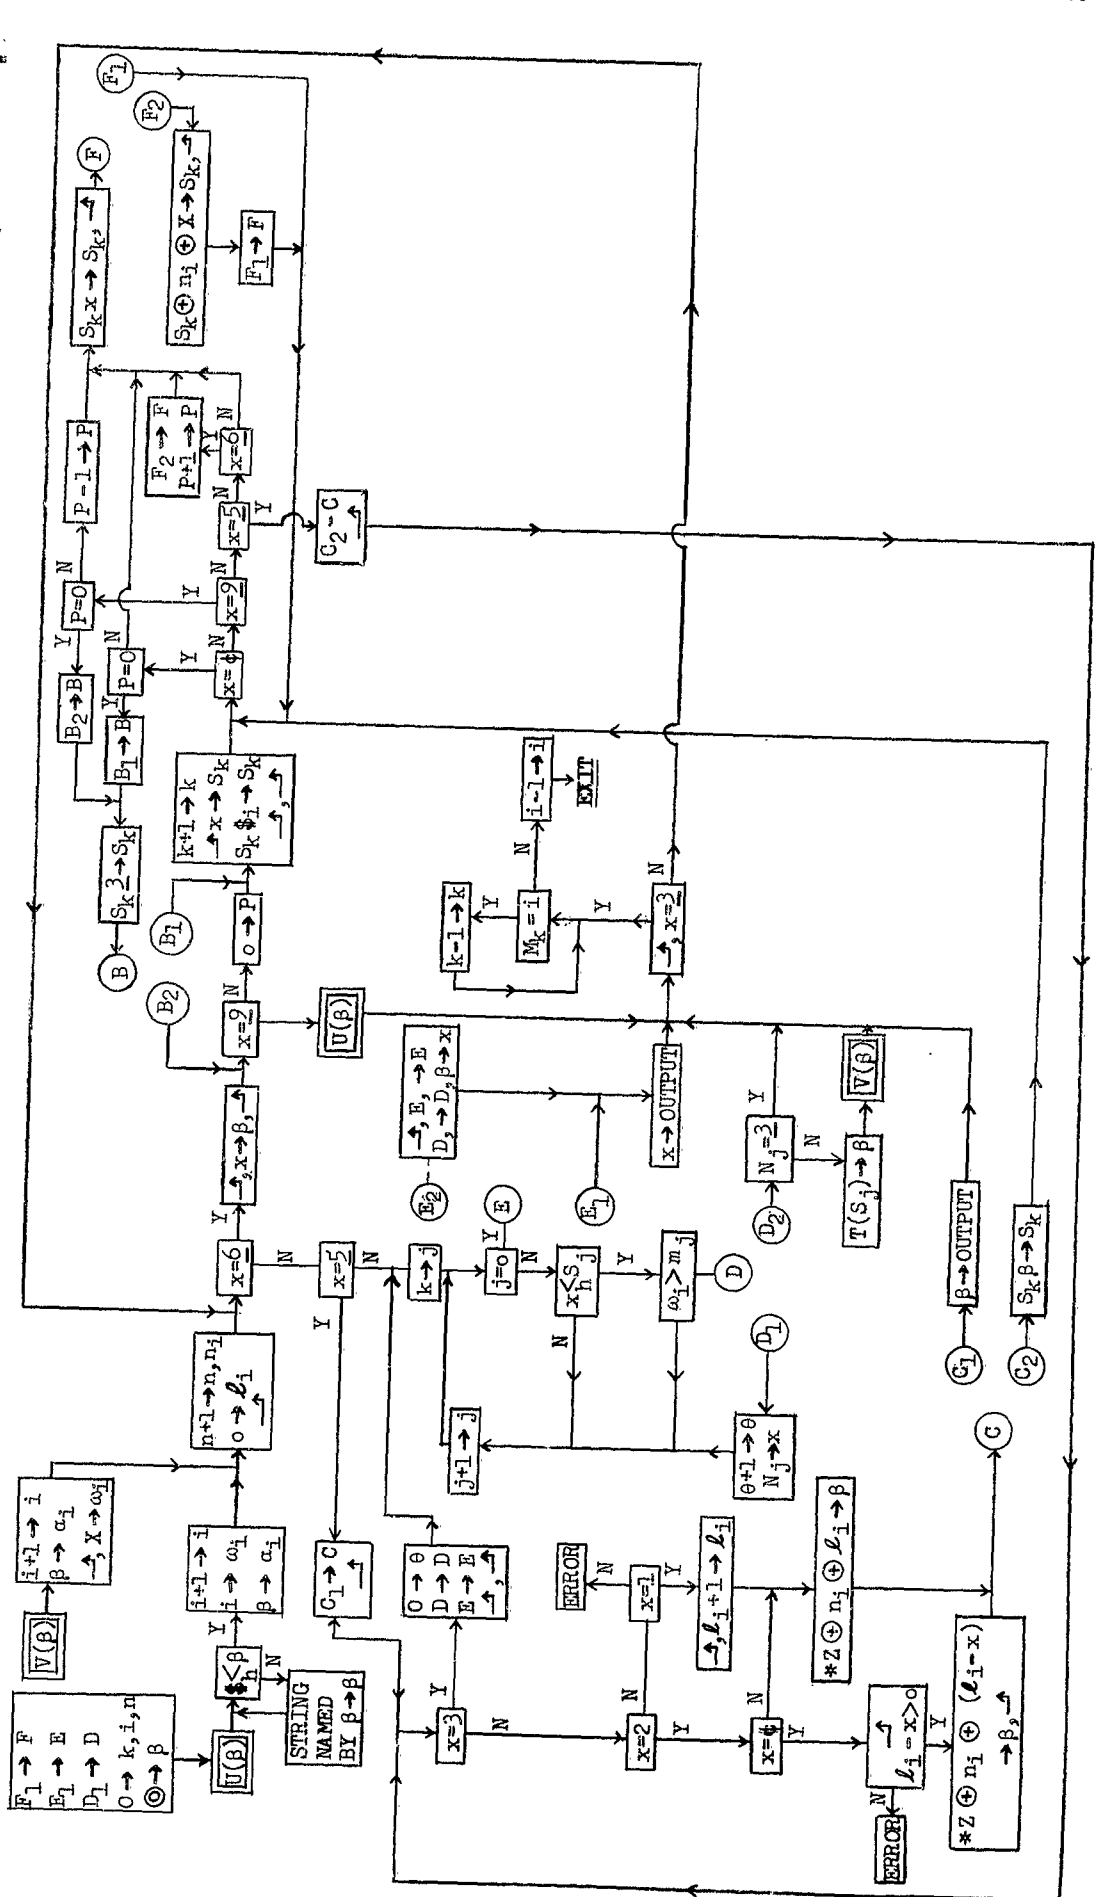 F₁ → F
E₁ → E
D₁ → D
0 → k, i, n
◎ → β
U(β)
$ <ₕ β
Y
N
STRING
NAMED
BY β→β
V(β)
i+1 → i
β → αᵢ
, X → ωᵢ
i+1 → i
i → ωᵢ
β → αᵢ
n+1 → n, nᵢ
0 → ℓᵢ
x=6
Y
N
, x → β,
B₂
x=9
N
U(β)
0 → P
B₁
k+1 → k
x → Sₖ
Sₖ $ᵢ → Sₖ
,
x=¢
Y
N
x=9
Y
N
x=5
Y
N
x=6
Y
N
F₂ → F
P+1 → P
P=0
Y
N
B₁ → B
P=0
Y
N
B₂ → B
Sₖ 3 → Sₖ
B
P-1 → P
Sₖ x → Sₖ,
F
F₁
F₂
Sₖ ⊕ nᵢ ⊕ X → Sₖ,
F₁ → F
C₂ - C
x=5
Y
N
C₁ → C
k → j
j=0
Y
N
E
x <ₕ Sⱼ
Y
N
ωᵢ > mⱼ
D
j+1 → j
θ+1 → θ
Nⱼ → x
D₁
0 → θ
D → D
E → E
,
x=3
Y
N
x=2
Y
N
x=1
Y
N
ERROR
, ℓᵢ+1 → ℓᵢ
x=¢
Y
N
*Z ⊕ nᵢ ⊕ ℓᵢ → β
ℓᵢ-x>0
Y
N
ERROR
*Z ⊕ nᵢ ⊕ (ℓᵢ-x)
→ β,
C
E₂
, E, → E
D, → D, β → x
E₁
x → OUTPUT
, x=3
Y
N
Mₖ = i
Y
N
k-1 → k
i-1 → i
EXIT
D₂
Nⱼ=3
Y
N
T(Sⱼ) → β
V(β)
C₁
β → OUTPUT
C₂
Sₖ β → Sₖ